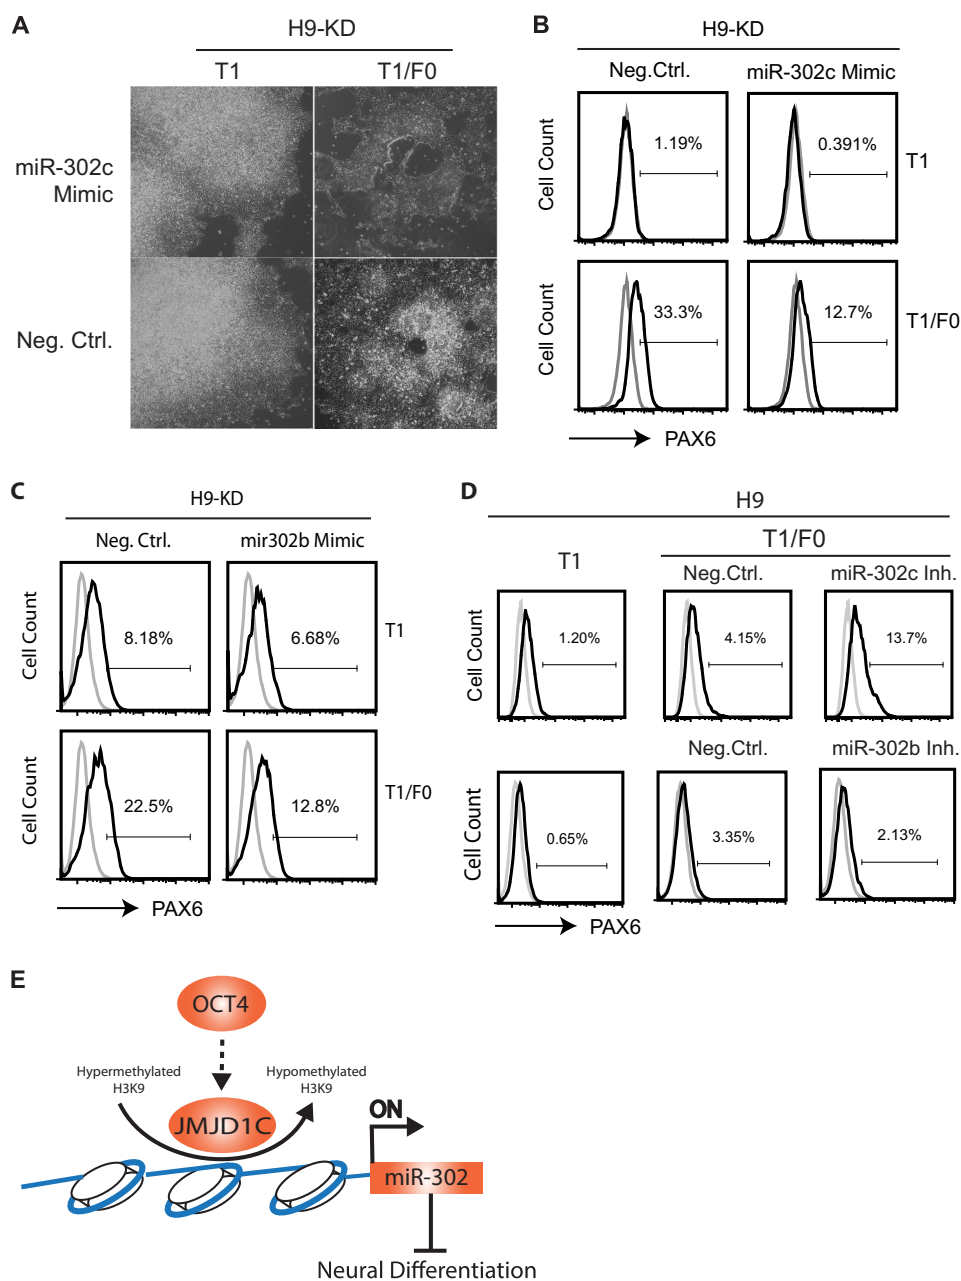 A
H9-KD
T1
T1/F0
miR-302c
Mimic
Neg. Ctrl.
B
H9-KD
Neg.Ctrl.
miR-302c Mimic
Cell Count
1.19%
0.391%
T1
Cell Count
33.3%
12.7%
T1/F0
PAX6
C
H9-KD
Neg. Ctrl.
mir302b Mimic
Cell Count
8.18%
6.68%
T1
Cell Count
22.5%
12.8%
T1/F0
PAX6
D
H9
T1
T1/F0
Neg.Ctrl.
miR-302c Inh.
Cell Count
1.20%
4.15%
13.7%
Neg.Ctrl.
miR-302b Inh.
Cell Count
0.65%
3.35%
2.13%
PAX6
E
OCT4
Hypermethylated
H3K9
Hypomethylated
H3K9
JMJD1C
ON
miR-302
Neural Differentiation